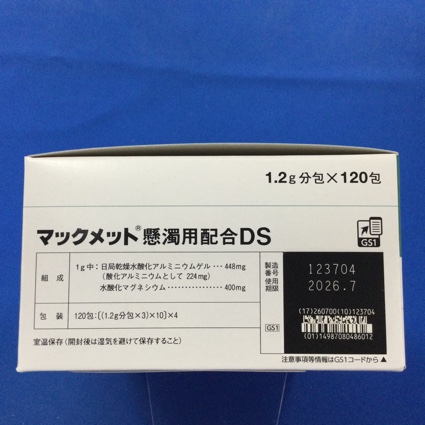 1.2g分包×120包
GS1
マックメット®懸濁用配合DS
組成
1g中：日局乾燥水酸化アルミニウムゲル…448mg
（酸化アルミニウムとして 224mg）
水酸化マグネシウム………………400mg
包装
120包：[（1.2g分包×3）×10]×4
室温保存（開封後は湿気を避けて保存すること）
製造番号
123704
使用期限
2026.7
GS1
(17)260700(10)123704
(01)14987080486012
注意事項等情報はGS1コードから▲